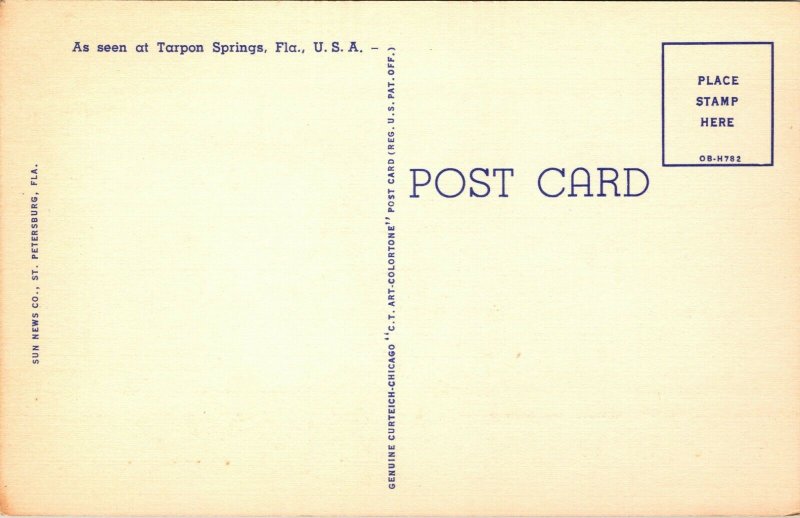 As seen at Tarpon Springs, Fla., U. S. A. –
SUN NEWS CO., ST. PETERSBURG, FLA.
GENUINE CURTEICH-CHICAGO "C.T. ART-COLORTONE" POST CARD (REG. U.S. PAT. OFF.)
POST CARD
PLACE
STAMP
HERE
OB-H782